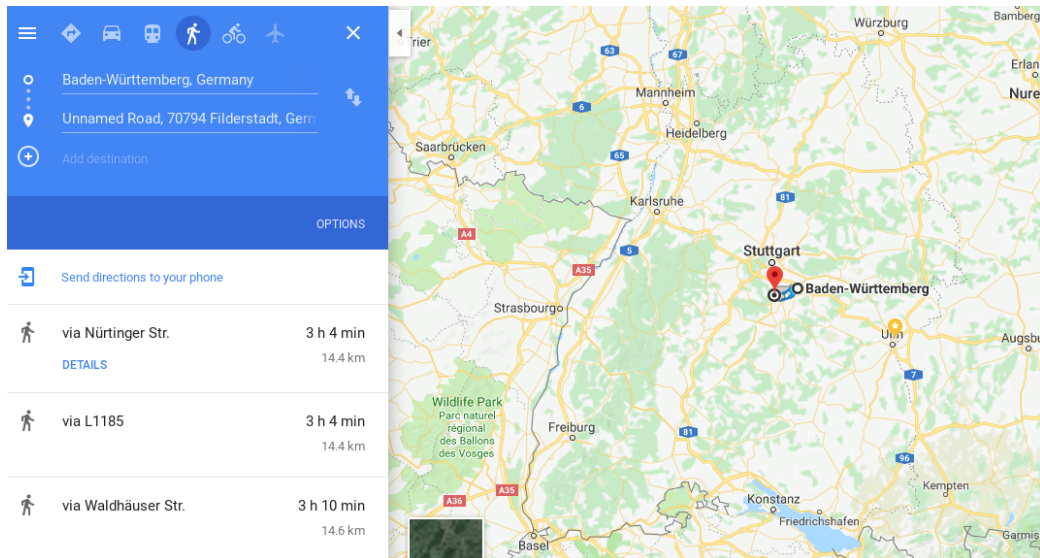 Baden-Württemberg, Germany
Unnamed Road, 70794 Filderstadt, Germ
Add destination
OPTIONS
Send directions to your phone
via Nürtinger Str.
3 h 4 min
DETAILS
14.4 km
via L1185
3 h 4 min
14.4 km
via Waldhäuser Str.
3 h 10 min
14.6 km
Trier
Würzburg
Bamberg
63
67
Erlan
Mannheim
Nure
6
Heidelberg
Saarbrücken
65
81
Karlsruhe
A4
5
Stuttgart
A35
Baden-Württemberg
Strasbourg
Ulm
Augsbu
7
Wildlife Park
Parc naturel
régional
des Ballons
des Vosges
Freiburg
81
96
Kempten
A35
A36
Konstanz
Friedrichshafen
Basel
Garmis